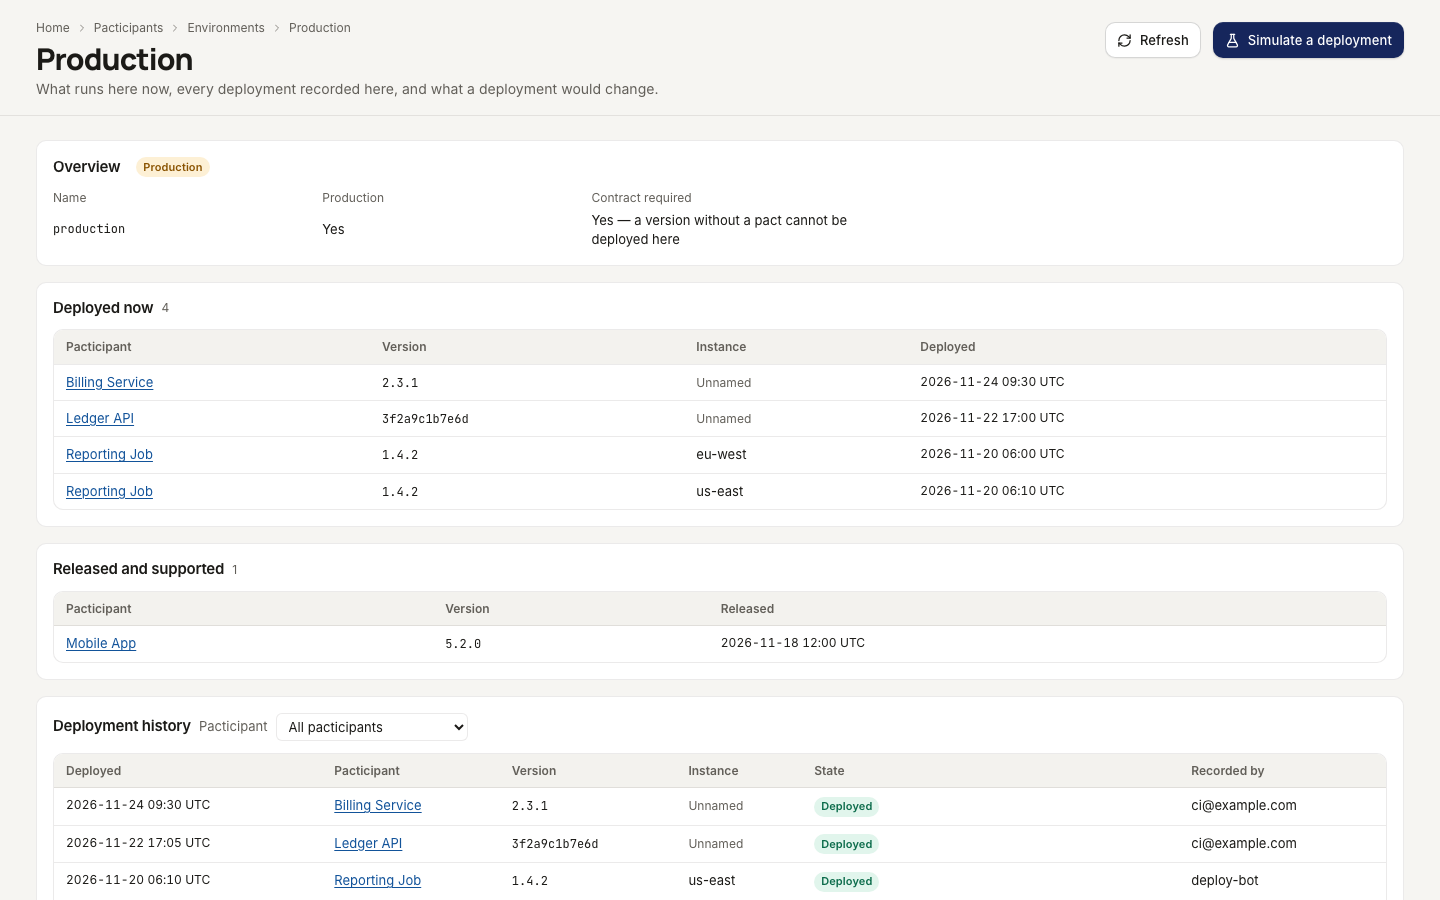 Home > Pacticipants > Environments > Production
Production
What runs here now, every deployment recorded here, and what a deployment would change.
Refresh
Simulate a deployment
Overview Production
Name Production Contract required
production Yes Yes — a version without a pact cannot be
deployed here
Deployed now 4
Pacticipant Version Instance Deployed
Billing Service 2.3.1 Unnamed 2026-11-24 09:30 UTC
Ledger API 3f2a9c1b7e6d Unnamed 2026-11-22 17:00 UTC
Reporting Job 1.4.2 eu-west 2026-11-20 06:00 UTC
Reporting Job 1.4.2 us-east 2026-11-20 06:10 UTC
Released and supported 1
Pacticipant Version Released
Mobile App 5.2.0 2026-11-18 12:00 UTC
Deployment history Pacticipant All pacticipants
Deployed Pacticipant Version Instance State Recorded by
2026-11-24 09:30 UTC Billing Service 2.3.1 Unnamed Deployed ci@example.com
2026-11-22 17:05 UTC Ledger API 3f2a9c1b7e6d Unnamed Deployed ci@example.com
2026-11-20 06:10 UTC Reporting Job 1.4.2 us-east Deployed deploy-bot